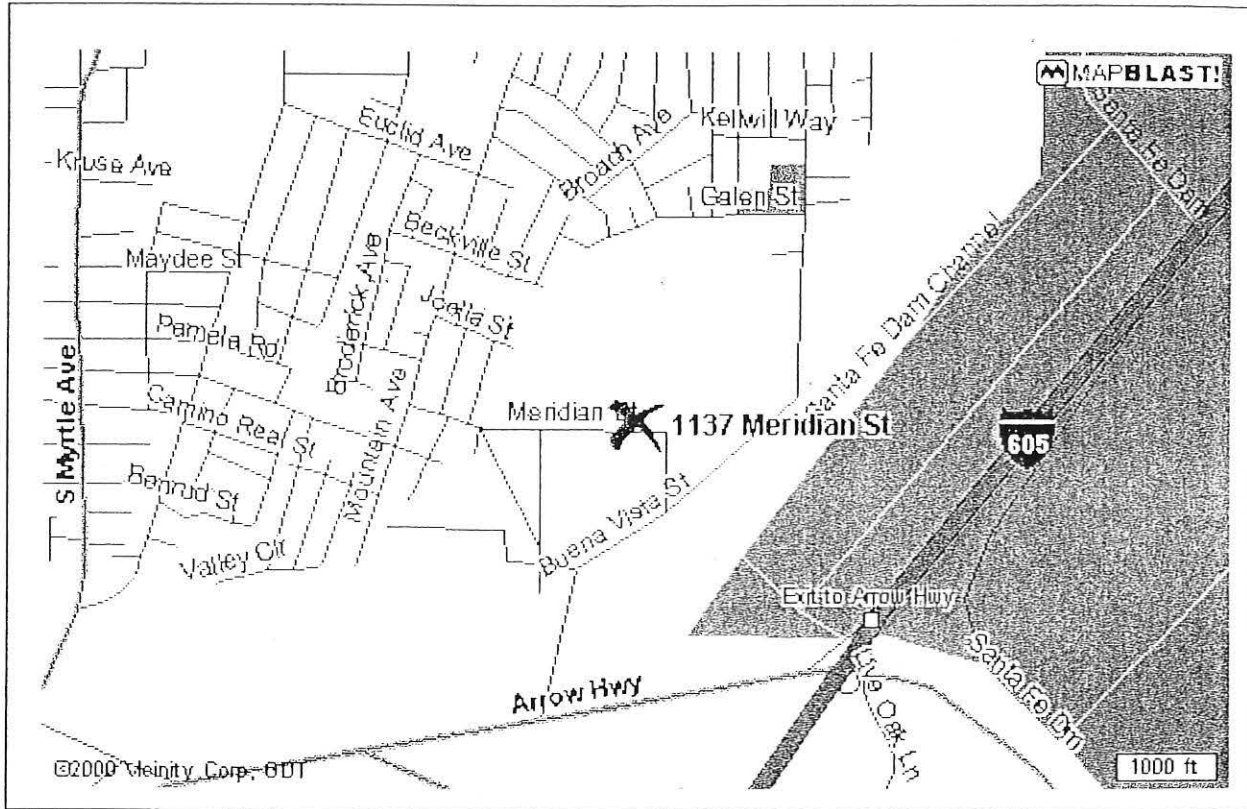 MAPBLAST!
Santa Fe Dam
Kellwill Way
Euclid Ave
Broach Ave
Kruse Ave
Galen St
Beckville St
Maydee St
Broderick Ave
Joella St
Santa Fe Dam Channel
Pamela Rd
S Myrtle Ave
Mountain Ave
Meridian St
1137 Meridian St
Camino Real St
605
Benrud St
Buena Vista St
Valley Cir
Exit to Arrow Hwy
Santa Fe Dm
Live Oak Ln
Arrow Hwy
©2000 Vicinity Corp, GDT
1000 ft